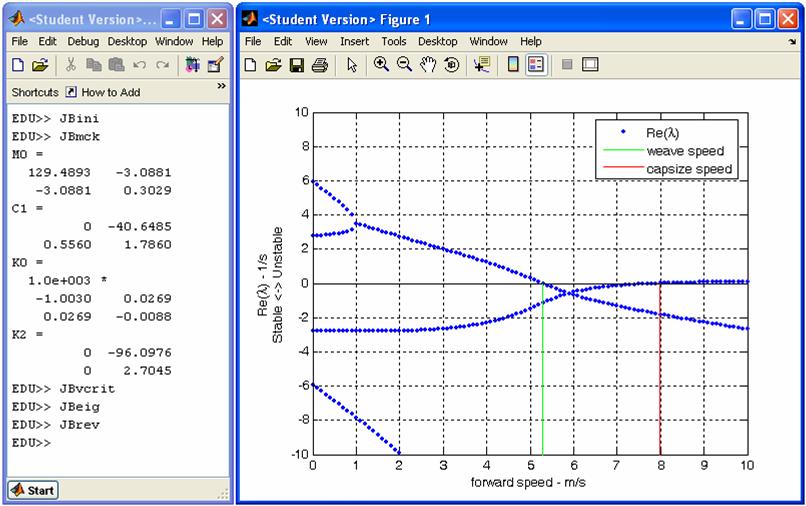 <Student Version>...
File Edit Debug Desktop Window Help
Shortcuts How to Add »
EDU>> JBini
EDU>> JBmck
M0 =
129.4893 -3.0881
-3.0881 0.3029
C1 =
0 -40.6485
0.5560 1.7860
K0 =
1.0e+003 *
-1.0030 0.0269
0.0269 -0.0088
K2 =
0 -96.0976
0 2.7045
EDU>> JBvcrit
EDU>> JBeig
EDU>> JBrev
EDU>>
Start
<Student Version> Figure 1
File Edit View Insert Tools Desktop Window Help
Re(λ)
weave speed
capsize speed
10
8
6
4
2
0
-2
-4
-6
-8
-10
Re(λ) - 1/s
Stable <-> Unstable
0 1 2 3 4 5 6 7 8 9 10
forward speed - m/s